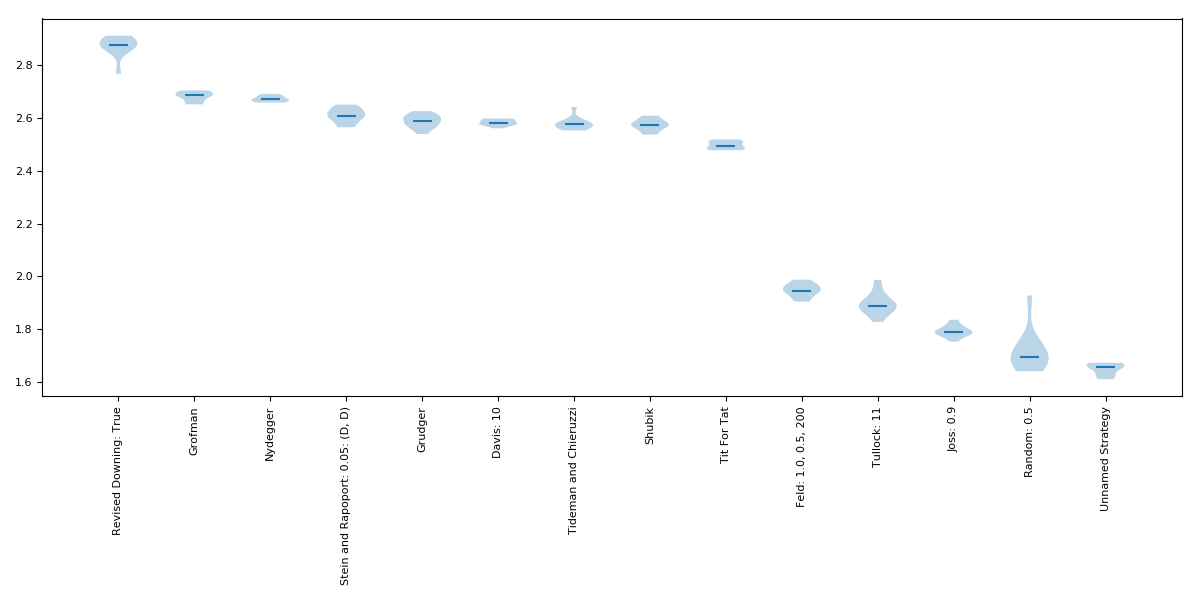 2.8
2.6
2.4
2.2
2.0
1.8
1.6
Revised Downing: True
Grofman
Nydegger
Stein and Rapoport: 0.05: (D, D)
Grudger
Davis: 10
Tideman and Chieruzzi
Shubik
Tit For Tat
Feld: 1.0, 0.5, 200
Tullock: 11
Joss: 0.9
Random: 0.5
Unnamed Strategy